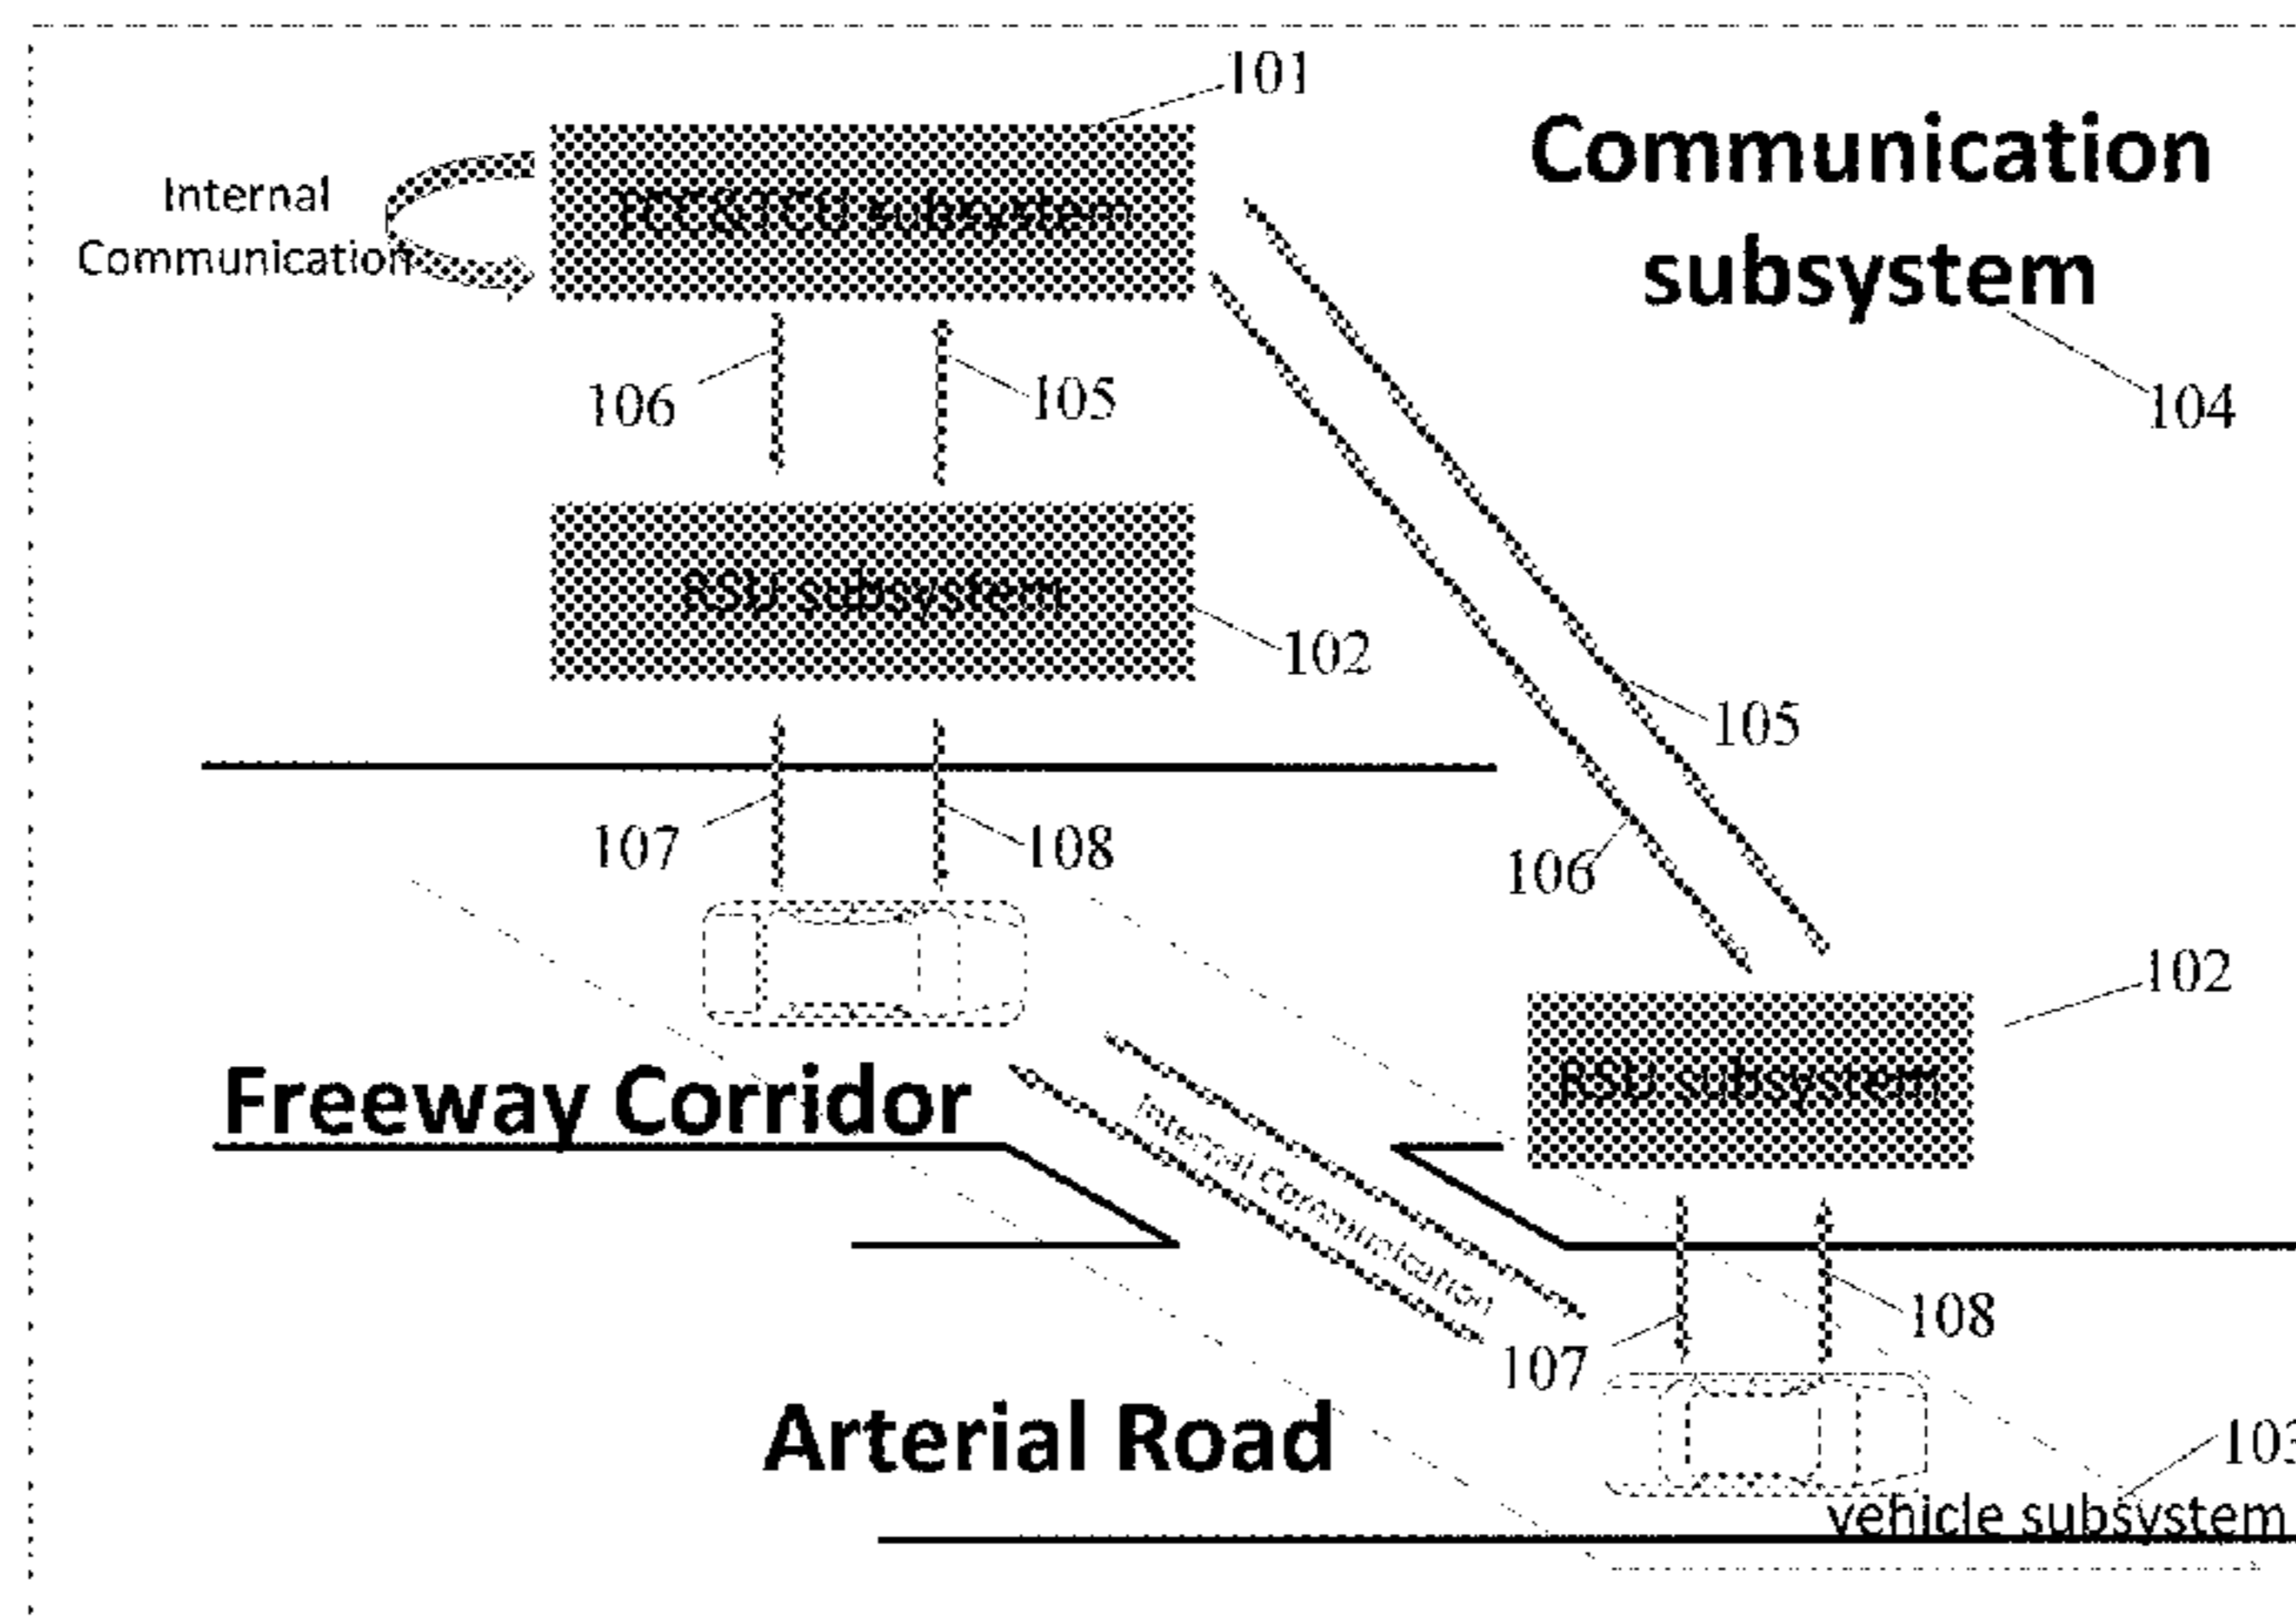 101
Communication
subsystem
Internal
Communication
TCC&TCU subsystem
106
105
104
RSU subsystem
102
105
107
108
106
102
Freeway Corridor
RSU subsystem
Internal Communication
108
107
Arterial Road
103
vehicle subsystem